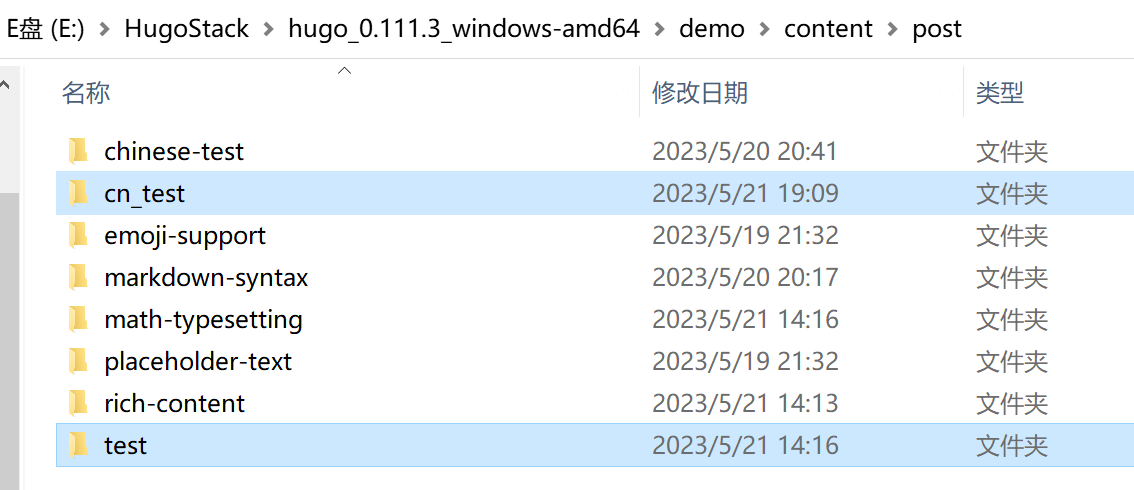 E盘 (E:) > HugoStack > hugo_0.111.3_windows-amd64 > demo > content > post
名称 修改日期 类型
chinese-test 2023/5/20 20:41 文件夹
cn_test 2023/5/21 19:09 文件夹
emoji-support 2023/5/19 21:32 文件夹
markdown-syntax 2023/5/20 20:17 文件夹
math-typesetting 2023/5/21 14:16 文件夹
placeholder-text 2023/5/19 21:32 文件夹
rich-content 2023/5/21 14:13 文件夹
test 2023/5/21 14:16 文件夹